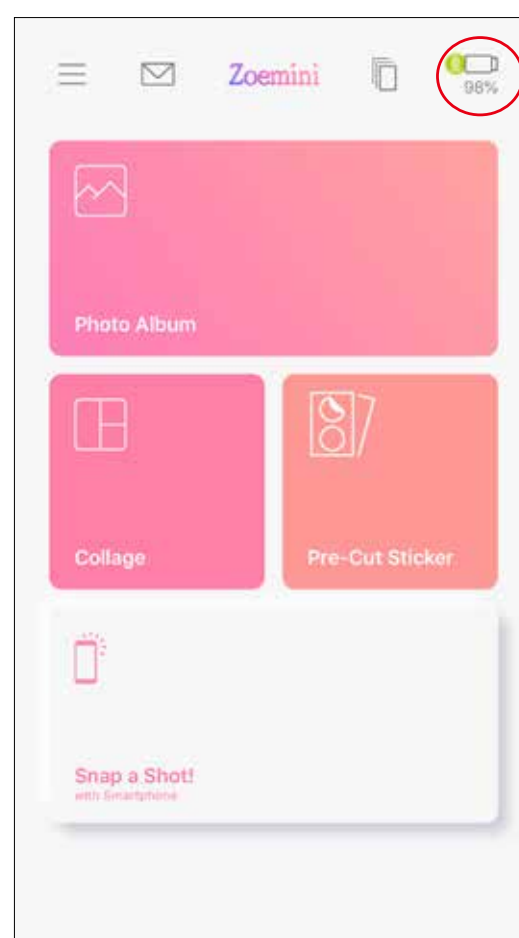 Zoemini
98%
Photo Album
Collage
Pre-Cut Sticker
Snap a Shot!
with Smartphone